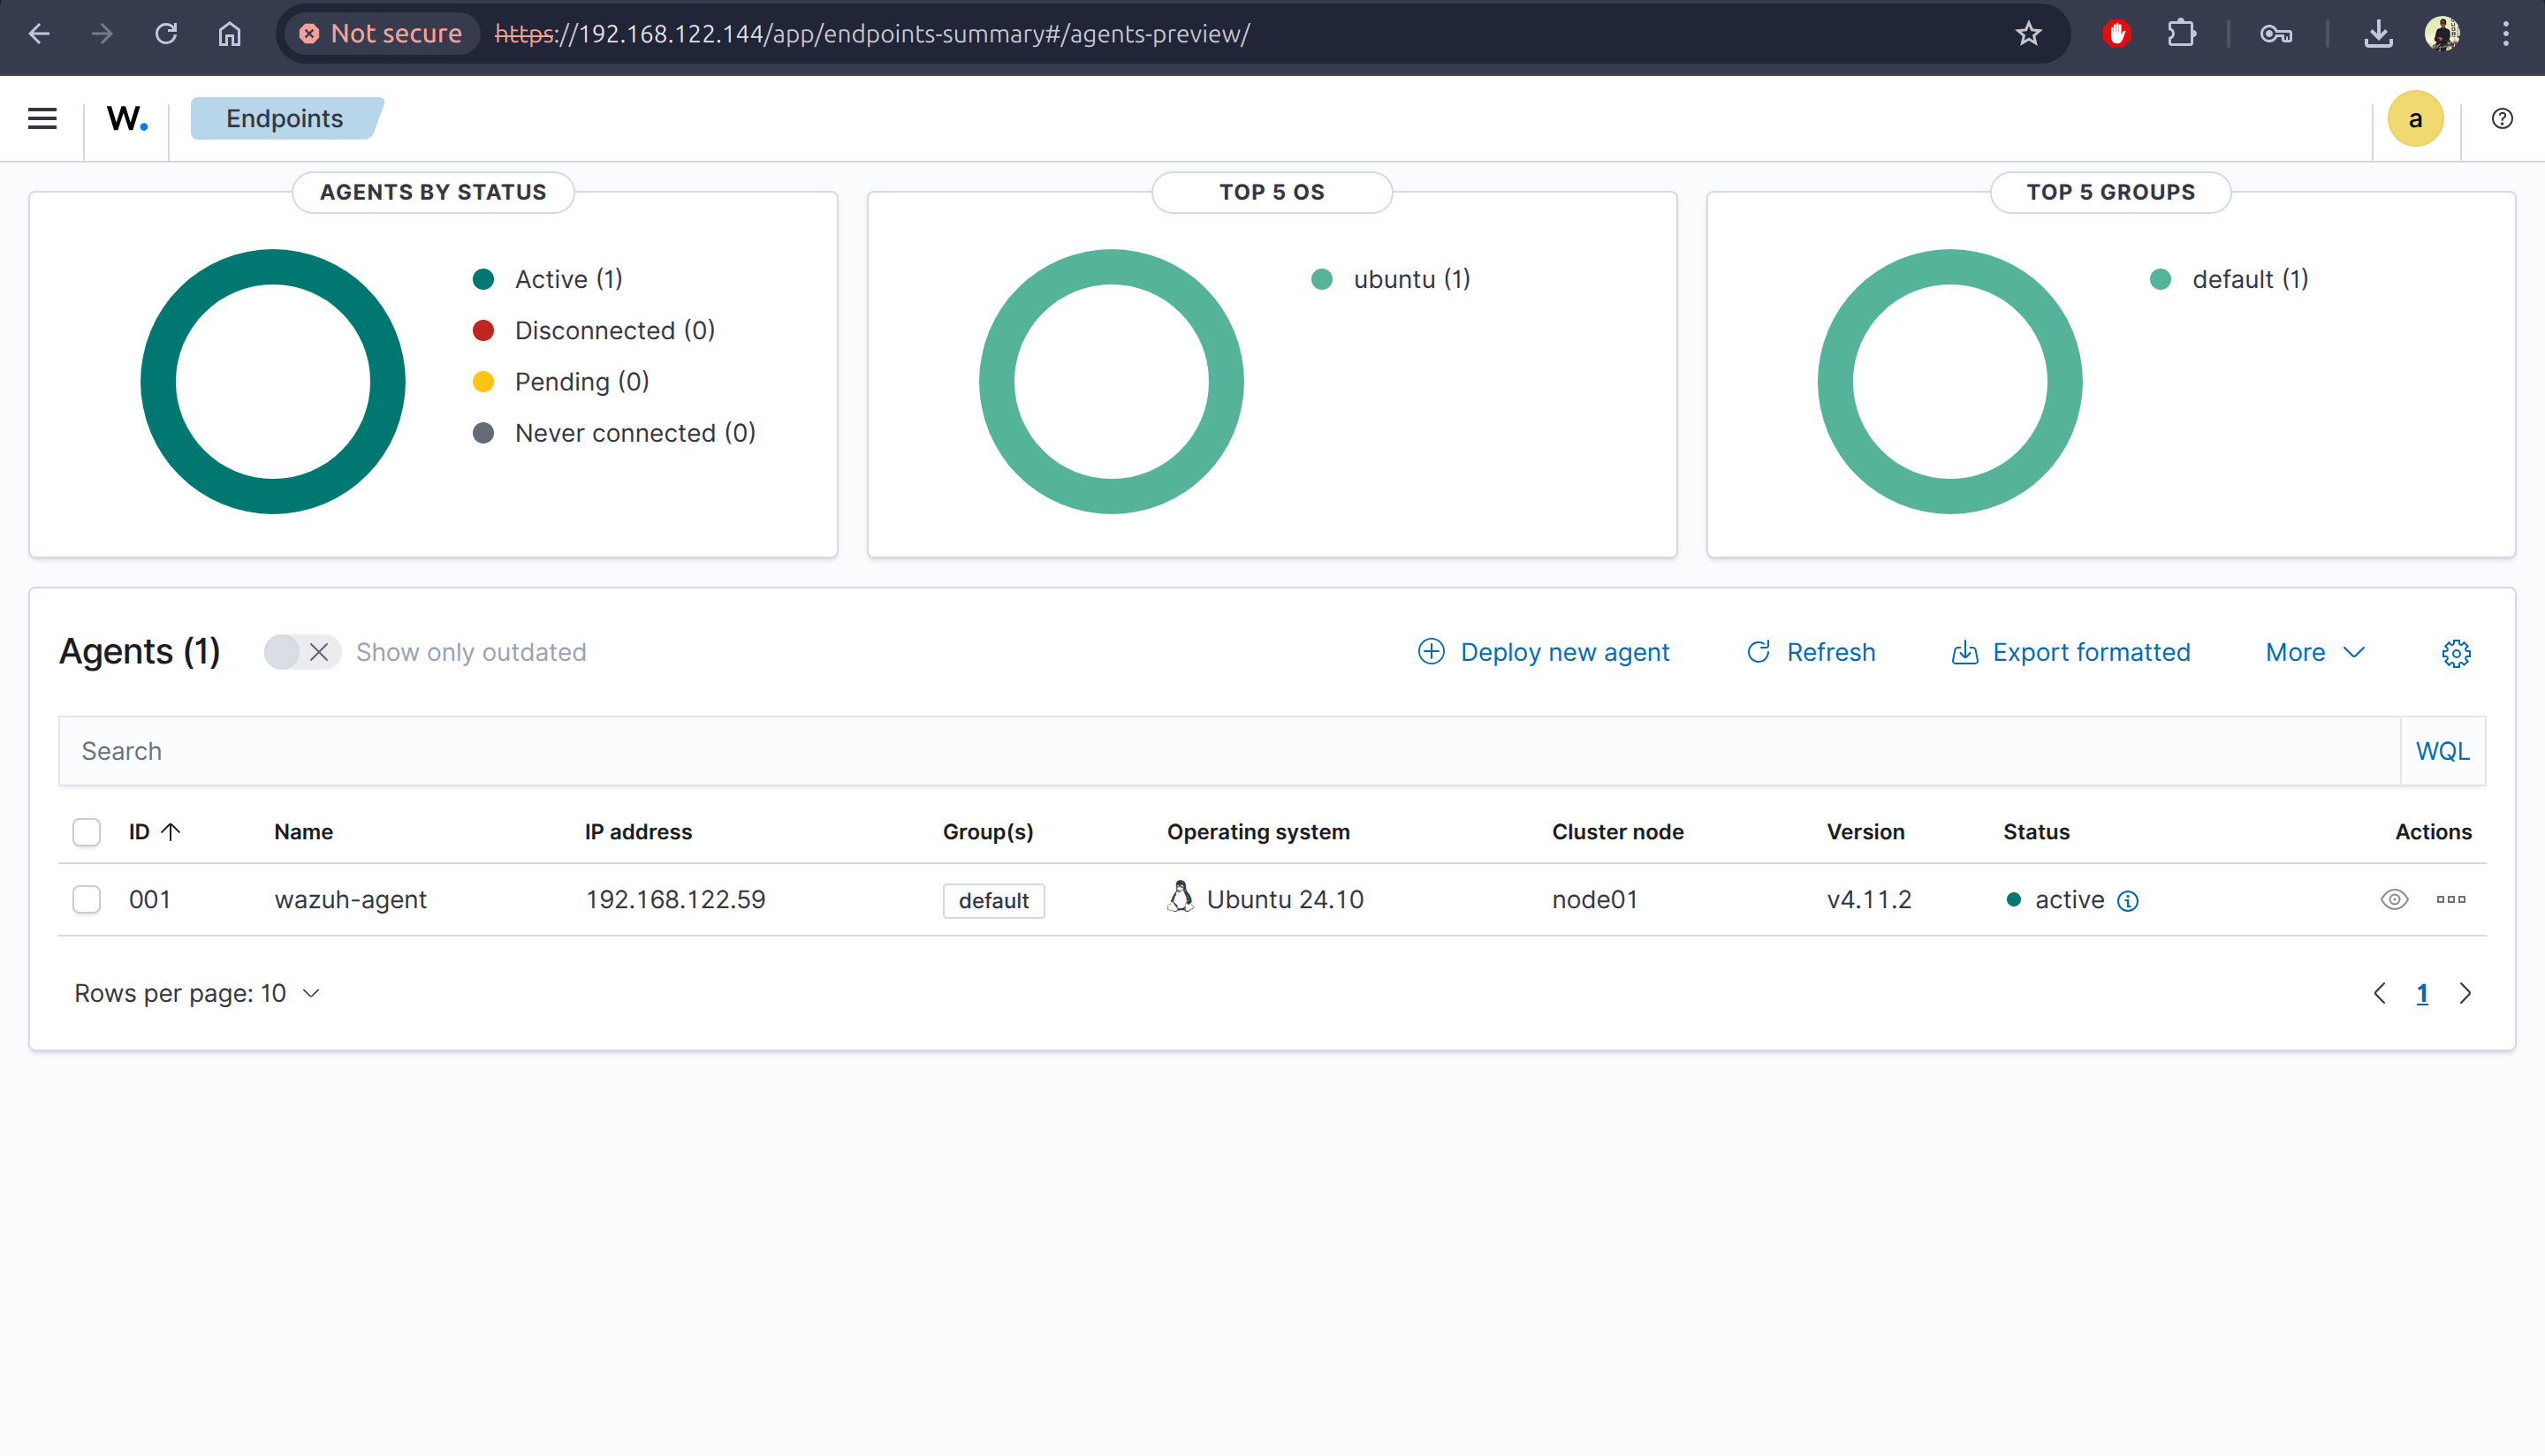 Not secure https://192.168.122.144/app/endpoints-summary#/agents-preview/
W. Endpoints a
AGENTS BY STATUS
Active (1)
Disconnected (0)
Pending (0)
Never connected (0)
TOP 5 OS
ubuntu (1)
TOP 5 GROUPS
default (1)
Agents (1) Show only outdated Deploy new agent Refresh Export formatted More
Search WQL
ID Name IP address Group(s) Operating system Cluster node Version Status Actions
001 wazuh-agent 192.168.122.59 default Ubuntu 24.10 node01 v4.11.2 active
Rows per page: 10 1